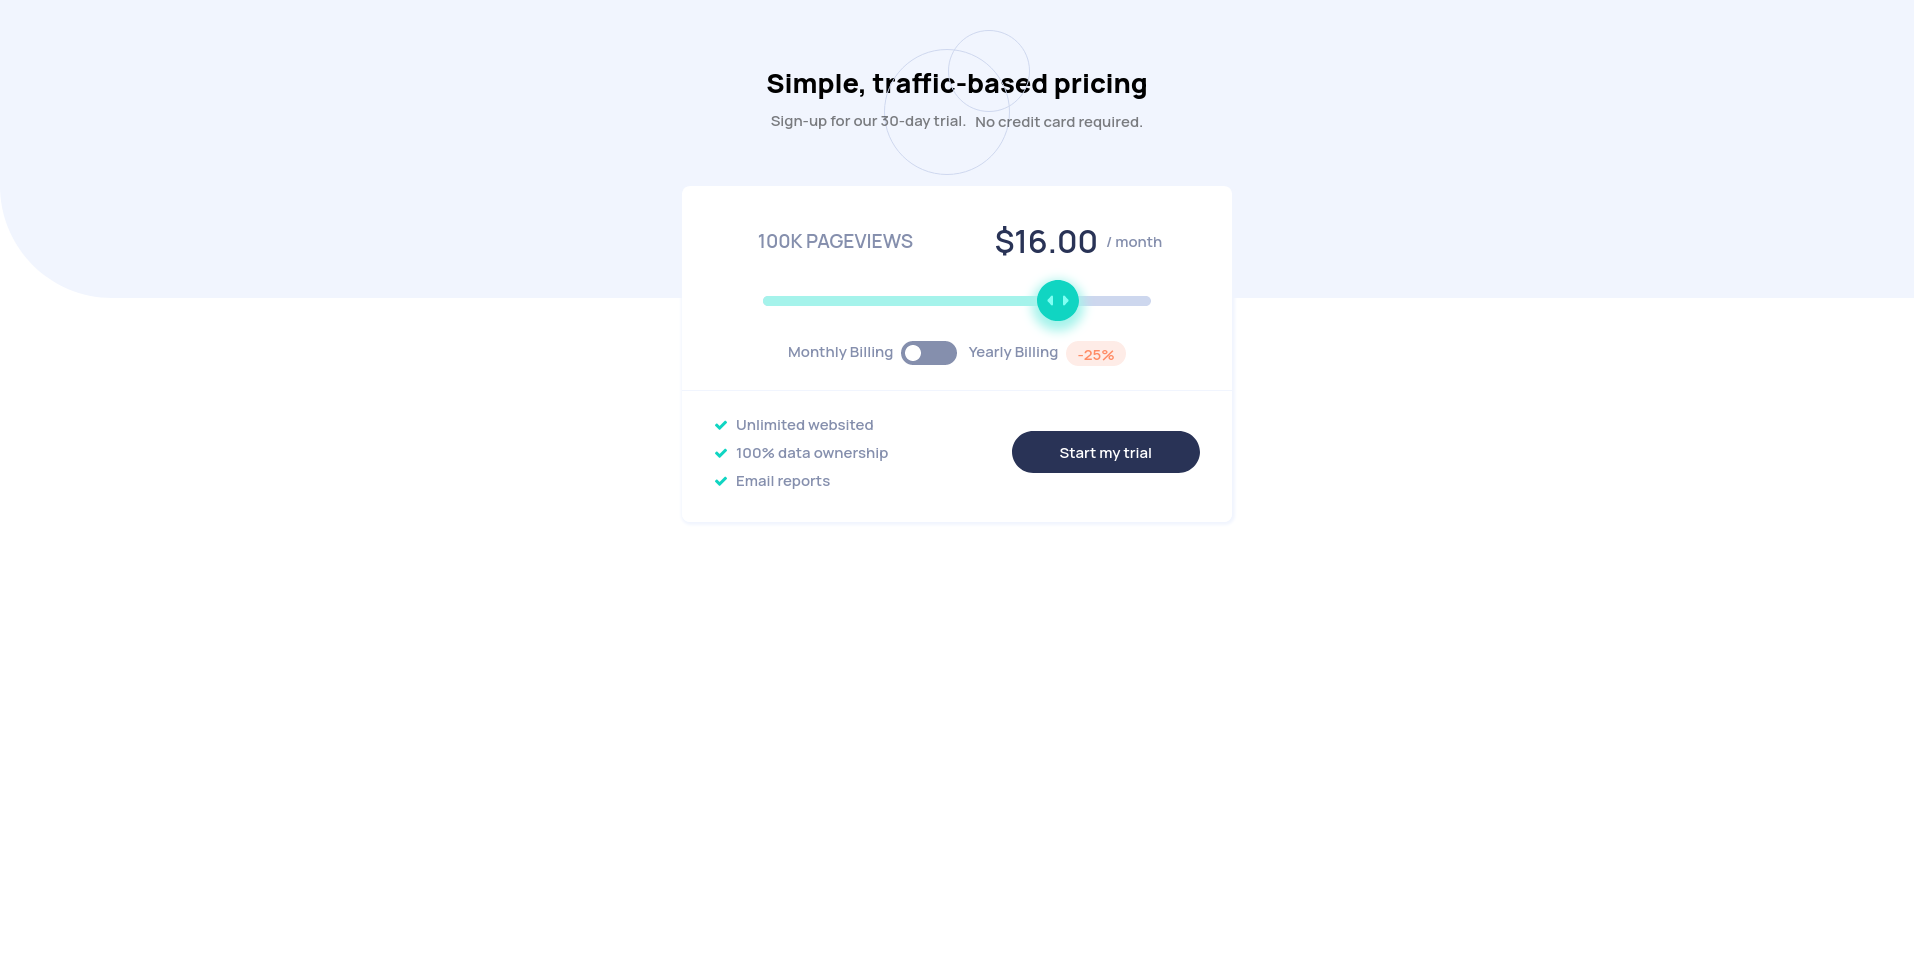 Simple, traffic-based pricing
Sign-up for our 30-day trial. No credit card required.
100K PAGEVIEWS $16.00 / month
Monthly Billing Yearly Billing -25%
Unlimited websited
100% data ownership
Email reports
Start my trial